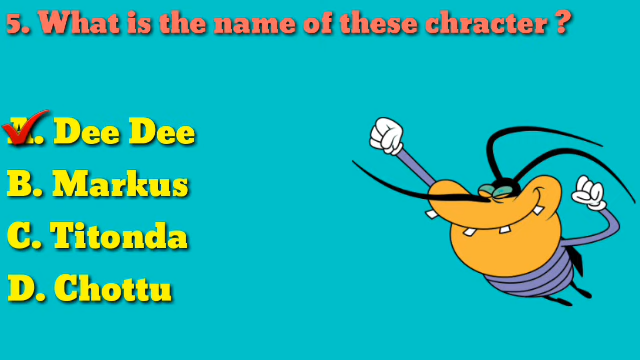 5. What is the name of these chracter ?
A. Dee Dee
B. Markus
C. Titonda
D. Chottu